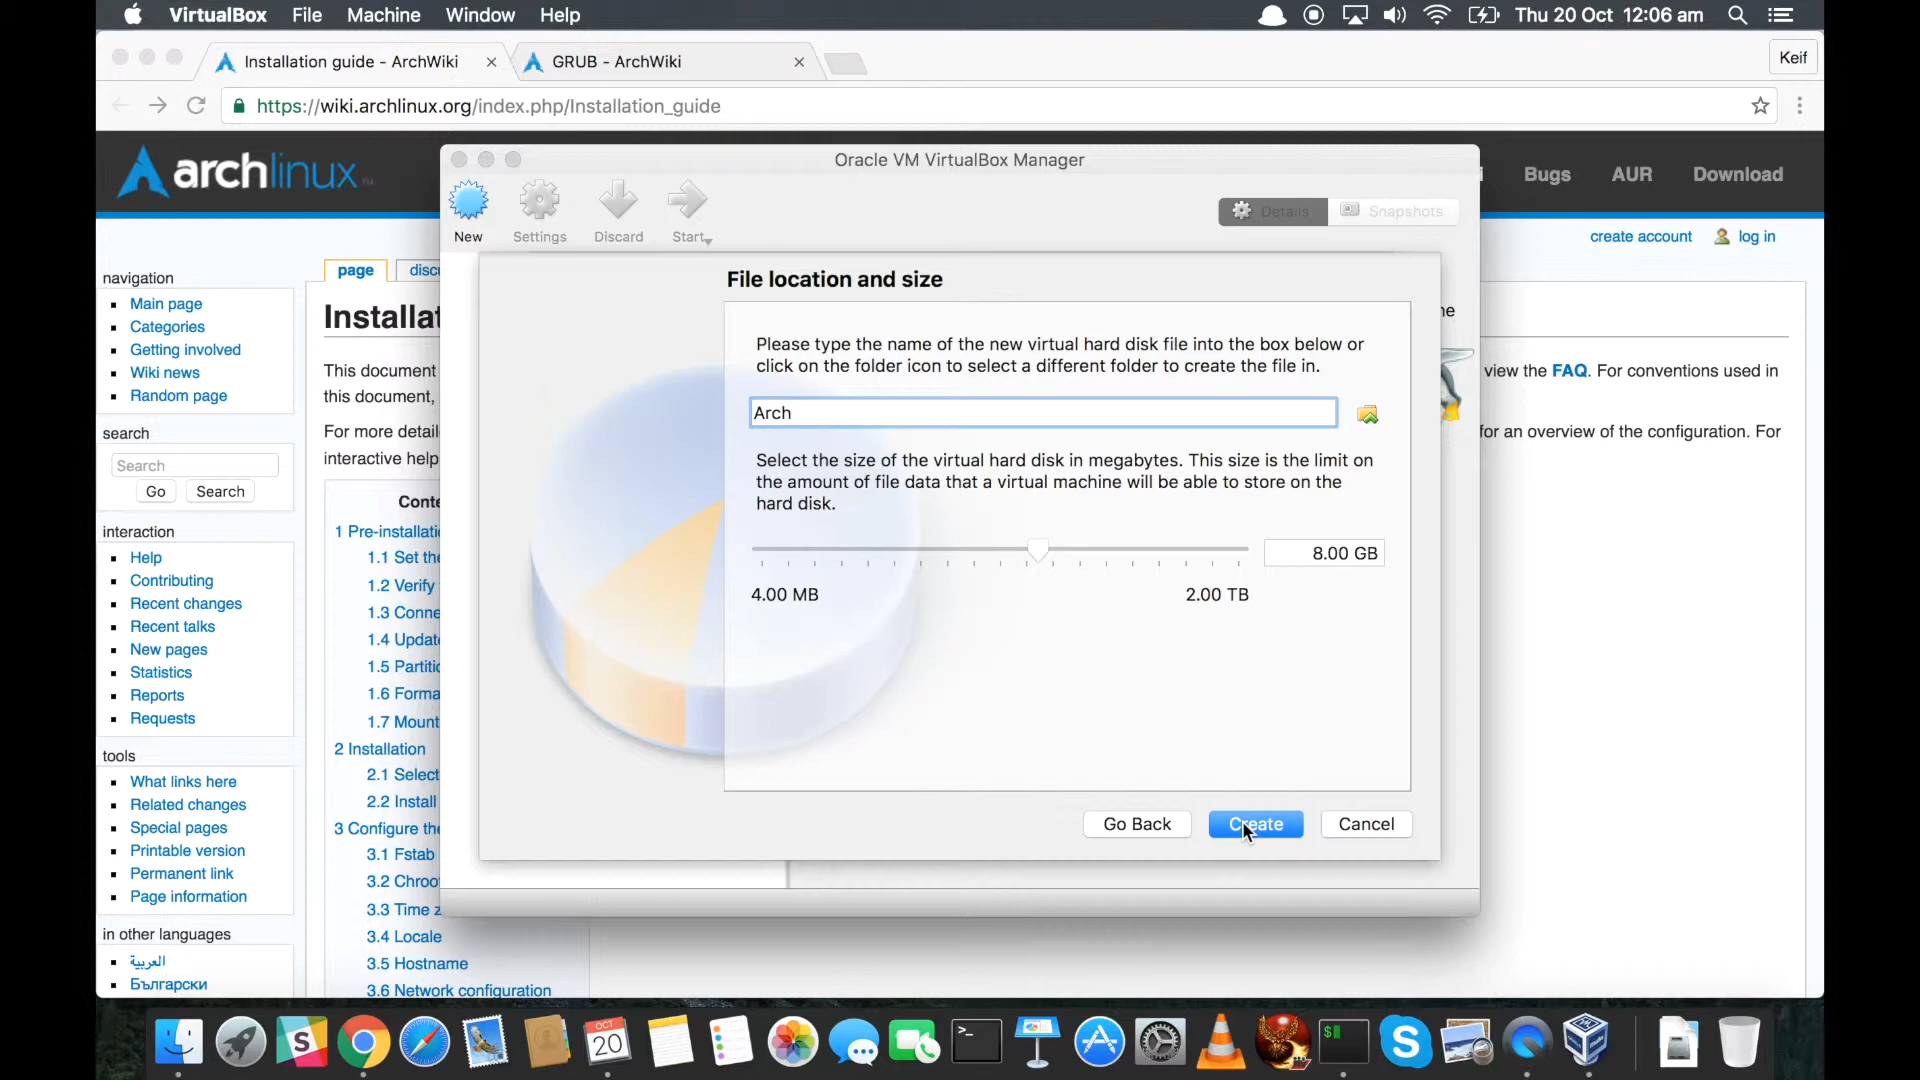 VirtualBox File Machine Window Help
Thu 20 Oct 12:06 am
Installation guide - ArchWiki
GRUB - ArchWiki
Keif
https://wiki.archlinux.org/index.php/Installation_guide
archlinux
Bugs AUR Download
create account log in
Oracle VM VirtualBox Manager
New Settings Discard Start
Details Snapshots
navigation
Main page
Categories
Getting involved
Wiki news
Random page
search
Search
Go Search
interaction
Help
Contributing
Recent changes
Recent talks
New pages
Statistics
Reports
Requests
tools
What links here
Related changes
Special pages
Printable version
Permanent link
Page information
in other languages
العربية
Български
page disc
Installat
This document
view the FAQ. For conventions used in
this document,
For more detail
for an overview of the configuration. For
interactive help
Conte
1 Pre-installati
1.1 Set the
1.2 Verify
1.3 Conne
1.4 Update
1.5 Partitio
1.6 Forma
1.7 Mount
2 Installation
2.1 Select
2.2 Install
3 Configure the
3.1 Fstab
3.2 Chroo
3.3 Time z
3.4 Locale
3.5 Hostname
3.6 Network configuration
File location and size
Please type the name of the new virtual hard disk file into the box below or
click on the folder icon to select a different folder to create the file in.
Arch
Select the size of the virtual hard disk in megabytes. This size is the limit on
the amount of file data that a virtual machine will be able to store on the
hard disk.
8.00 GB
4.00 MB 2.00 TB
Go Back Create Cancel
OCT
20